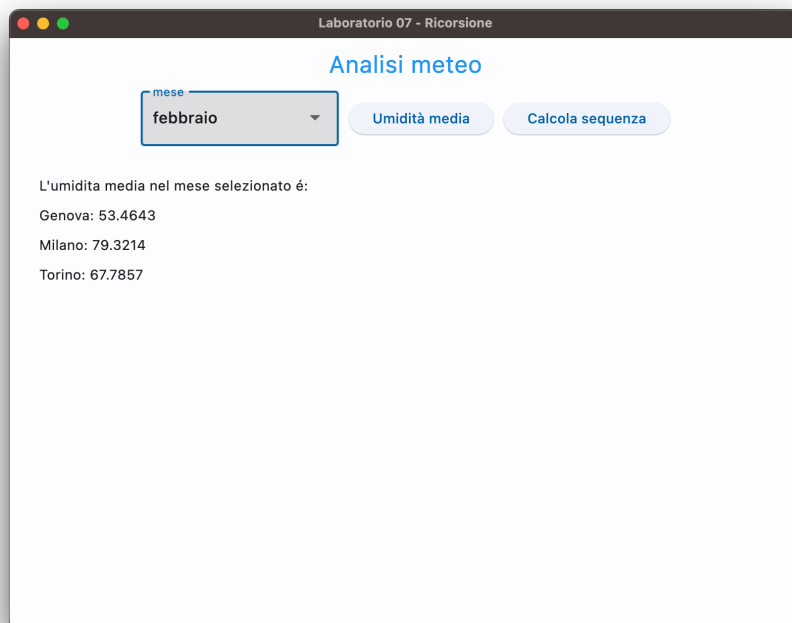 Laboratorio 07 - Ricorsione
Analisi meteo
mese
febbraio
Umidità media
Calcola sequenza
L'umidita media nel mese selezionato é:
Genova: 53.4643
Milano: 79.3214
Torino: 67.7857